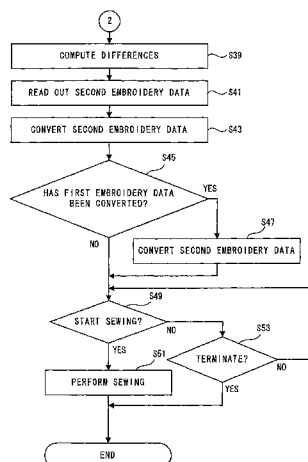 2
COMPUTE DIFFERENCES
S39
READ OUT SECOND EMBROIDERY DATA
S41
CONVERT SECOND EMBROIDERY DATA
S43
S45
HAS FIRST EMBROIDERY DATA
BEEN CONVERTED?
YES
NO
S47
CONVERT SECOND EMBROIDERY DATA
S49
START SEWING?
NO
YES
S53
TERMINATE?
NO
YES
S51
PERFORM SEWING
END